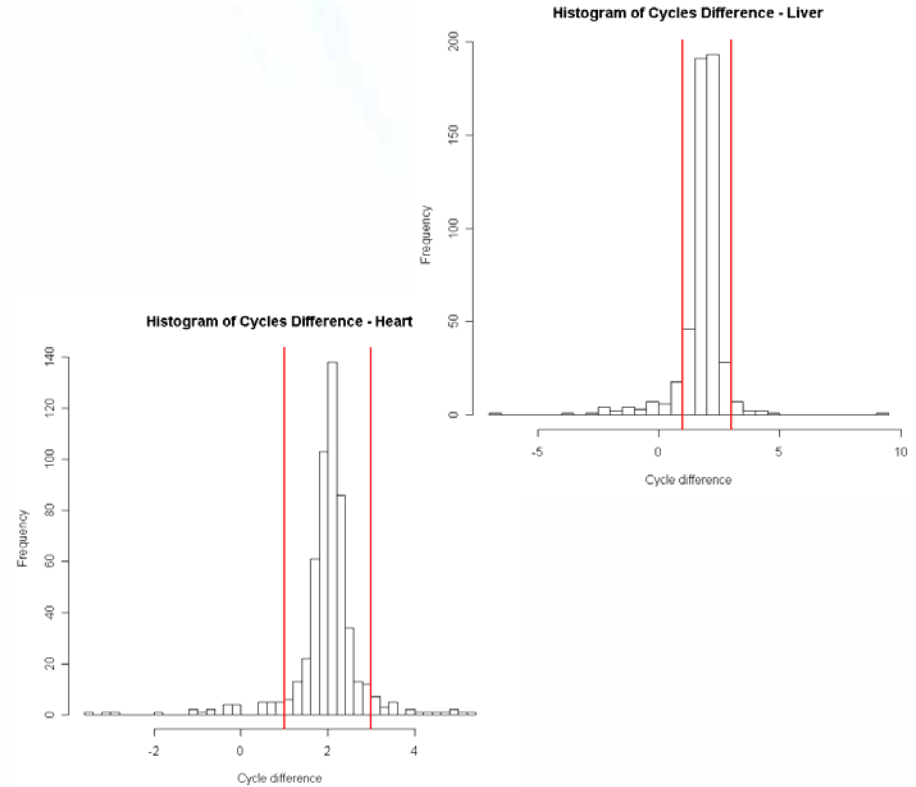 Histogram of Cycles Difference - Liver
200
150
100
50
0
Frequency
-5 0 5 10
Cycle difference
Histogram of Cycles Difference - Heart
140
120
100
80
60
40
20
0
Frequency
-2 0 2 4
Cycle difference